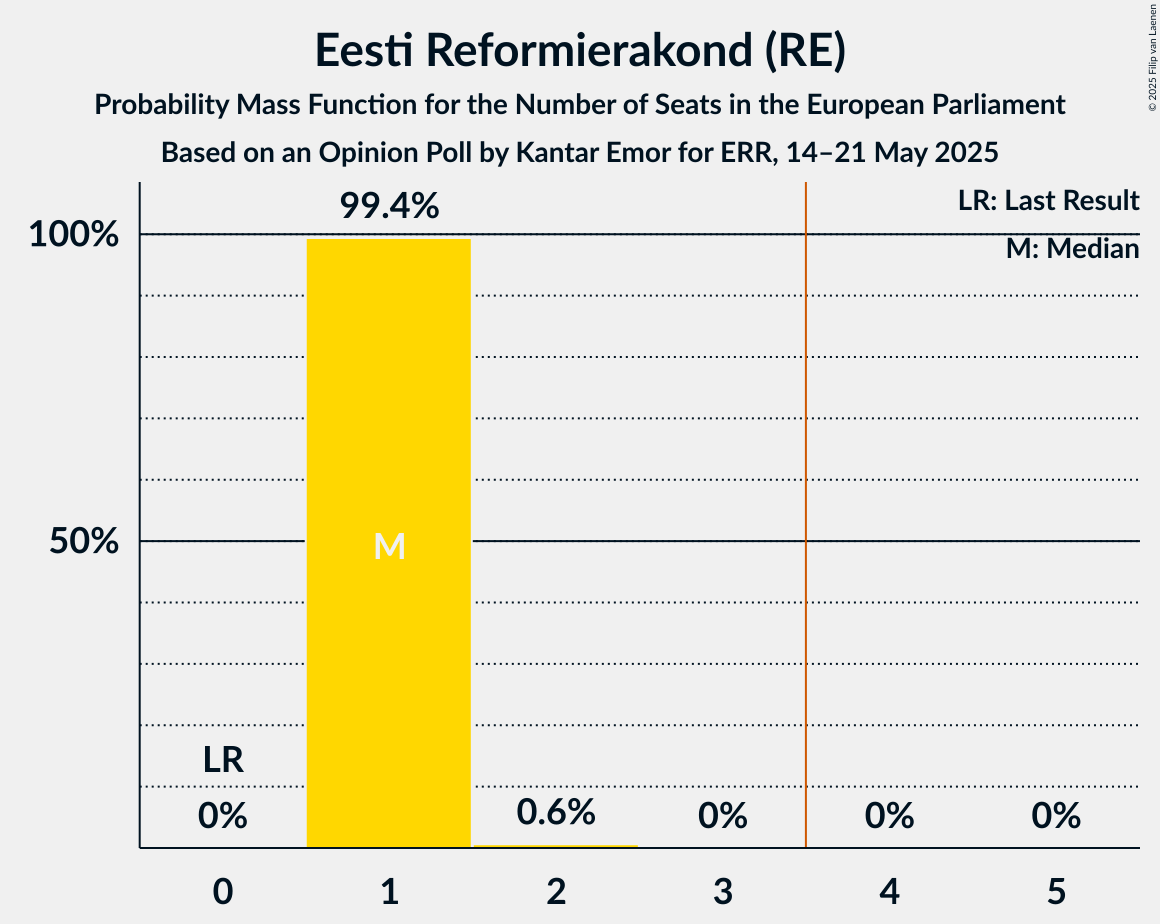 Eesti Reformierakond (RE)
Probability Mass Function for the Number of Seats in the European Parliament
Based on an Opinion Poll by Kantar Emor for ERR, 14–21 May 2025
© 2025 Filip van Laenen
LR: Last Result
M: Median
99.4%
100%
50%
M
LR
0%
0.6%
0%
0%
0%
0 1 2 3 4 5